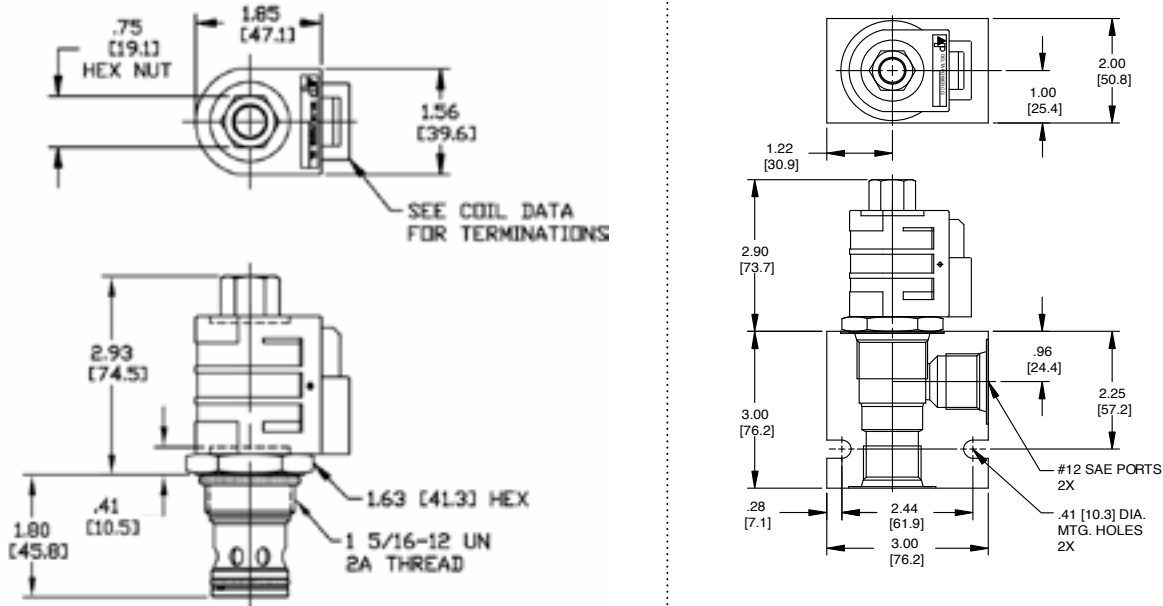 .75
[19.1]
HEX NUT
1.85
[47.1]
1.56
[39.6]
SEE COIL DATA
FOR TERMINATIONS
2.93
[74.5]
.41
[10.5]
1.80
[45.8]
1.63 [41.3] HEX
1 5/16-12 UN
2A THREAD
2.00
[50.8]
1.00
[25.4]
1.22
[30.9]
2.90
[73.7]
3.00
[76.2]
.96
[24.4]
2.25
[57.2]
#12 SAE PORTS
2X
.28
[7.1]
2.44
[61.9]
3.00
[76.2]
.41 [10.3] DIA.
MTG. HOLES
2X